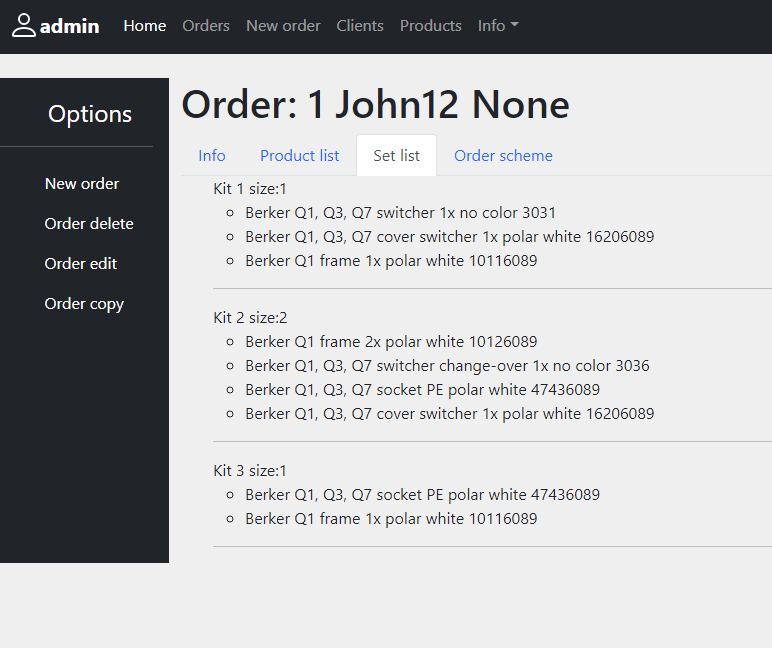 admin Home Orders New order Clients Products Info
Options
New order
Order delete
Order edit
Order copy
Order: 1 John12 None
Info Product list Set list Order scheme
Kit 1 size:1
Berker Q1, Q3, Q7 switcher 1x no color 3031
Berker Q1, Q3, Q7 cover switcher 1x polar white 16206089
Berker Q1 frame 1x polar white 10116089
Kit 2 size:2
Berker Q1 frame 2x polar white 10126089
Berker Q1, Q3, Q7 switcher change-over 1x no color 3036
Berker Q1, Q3, Q7 socket PE polar white 47436089
Berker Q1, Q3, Q7 cover switcher 1x polar white 16206089
Kit 3 size:1
Berker Q1, Q3, Q7 socket PE polar white 47436089
Berker Q1 frame 1x polar white 10116089